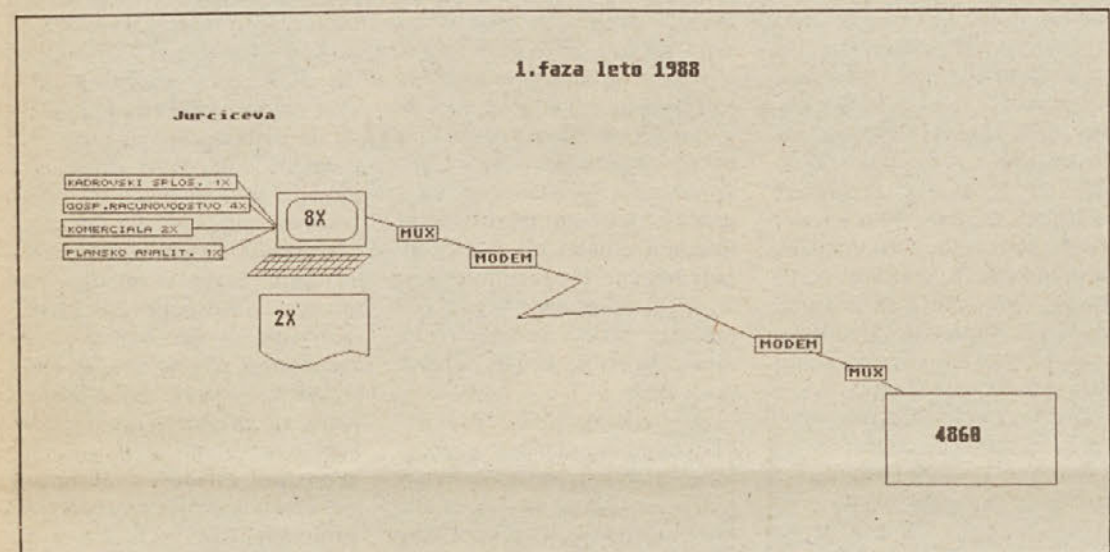 1.faza leto 1988
Jurciceva
KADROVSKI SPLOS. 1X
GOSP.RACUNOVODSTVO 4X
KOMERCIALA 2X
PLANSKO ANALIT. 1X
8X
MUX
MODEM
2X
MODEM
MUX
4860